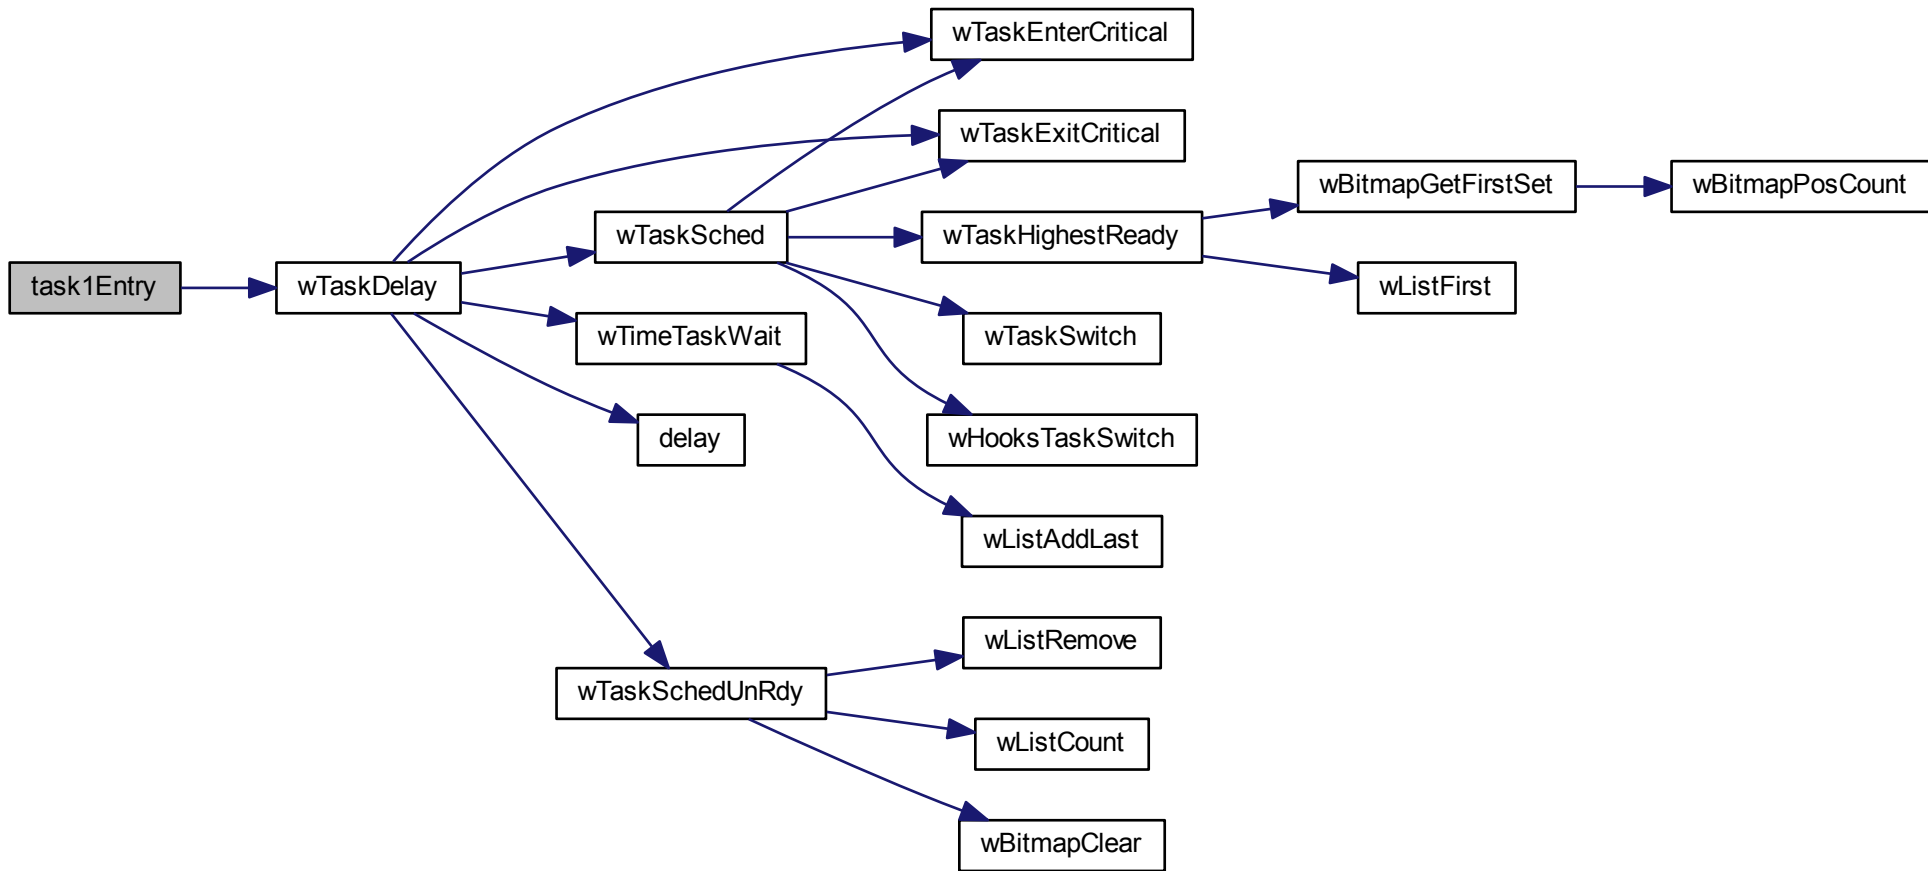 wTaskEnterCritical
wTaskExitCritical
wBitmapGetFirstSet
wBitmapPosCount
wTaskSched
wTaskHighestReady
task1Entry
wTaskDelay
wListFirst
wTimeTaskWait
wTaskSwitch
delay
wHooksTaskSwitch
wListAddLast
wListRemove
wTaskSchedUnRdy
wListCount
wBitmapClear